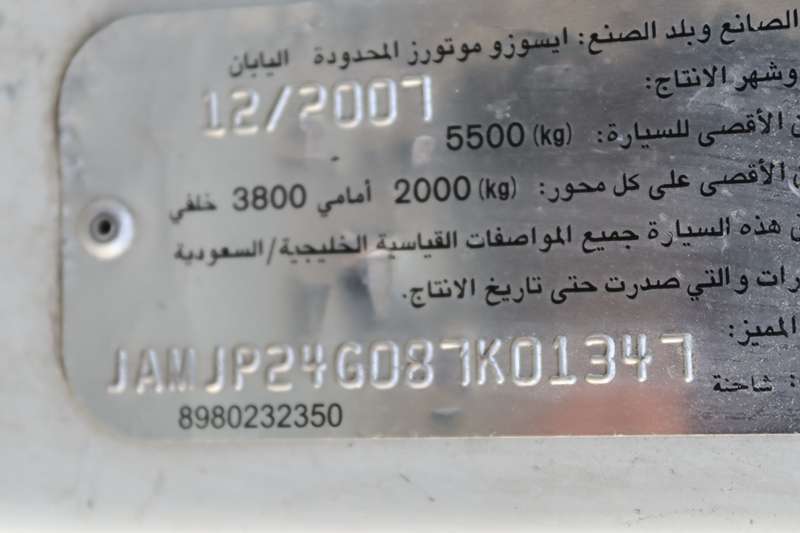 الصانع وبلد الصنع: ايسوزو موتورز المحدودة اليابان
وشهر الانتاج:
12/2007
الأقصى للسيارة: (kg) 5500
الأقصى على كل محور: (kg) 2000 أمامي 3800 خلفي
هذه السيارة جميع المواصفات القياسية الخليجية/السعودية
والتي صدرت حتى تاريخ الانتاج.
المميز:
JAMJP24G087K01347
شاحنة
8980232350